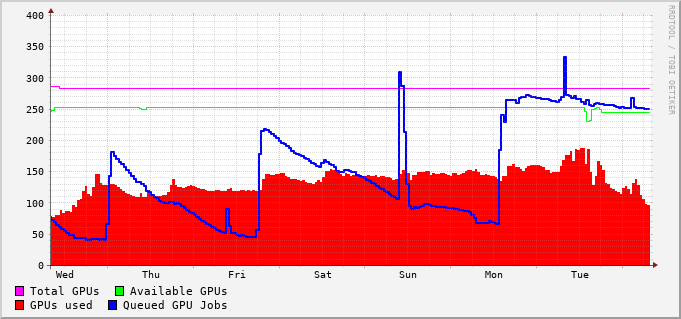 400
350
300
250
200
150
100
50
0
Wed Thu Fri Sat Sun Mon Tue
Total GPUs Available GPUs
GPUs used Queued GPU Jobs
RRDTOOL / TOBI OETIKER